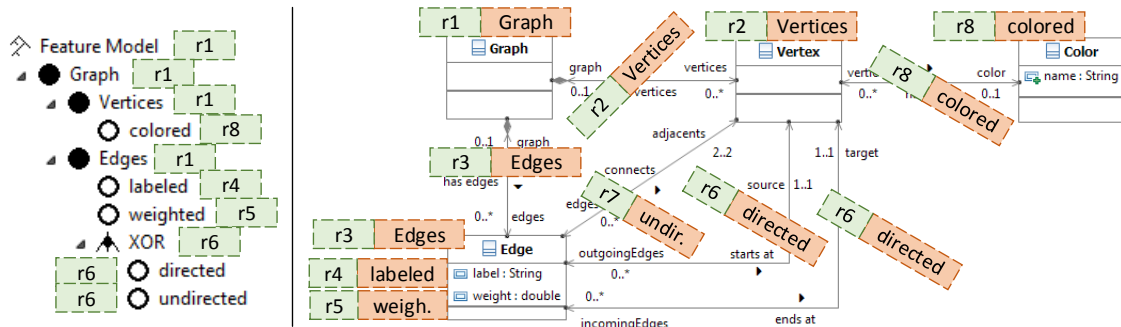 Feature Model r1
Graph r1
Vertices r1
colored r8
Edges r1
labeled r4
weighted r5
XOR r6
r6 directed
r6 undirected
r1 Graph
Graph
r2 Vertices
Vertex
r8 colored
Color
name : String
graph
0..1
r2 Vertices
vertices
vertices
0..*
0..*
r8 colored
color
0..1
0..1 graph
r3 Edges
has edges
0..* edges
adjacents
2..2
connects
r7 undir.
0..*
source
1..1
r6 directed
1..1 target
r6 directed
r3 Edges
Edge
r4 labeled
label : String
r5 weigh.
weight : double
outgoingEdges
0..*
starts at
0..*
incomingEdges
ends at